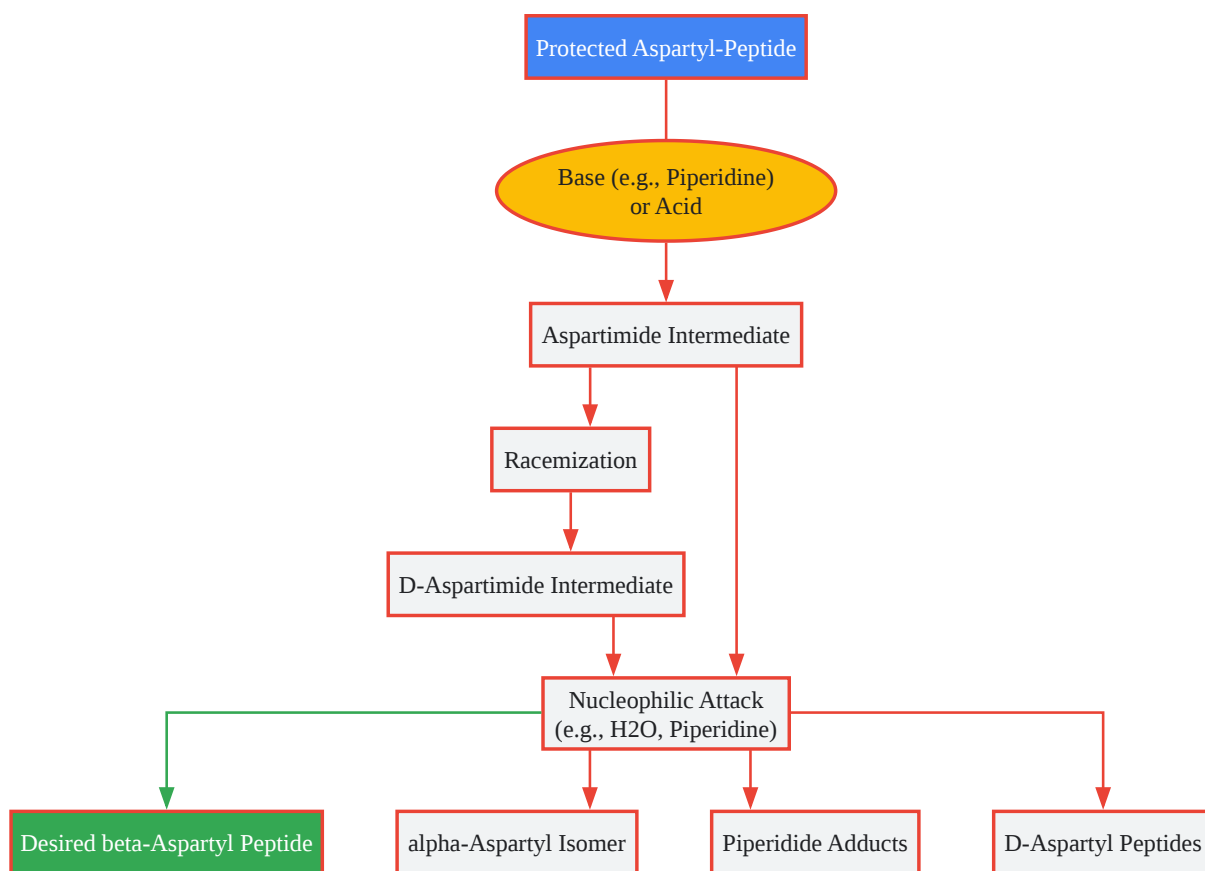 Protected Aspartyl-Peptide
Base (e.g., Piperidine)
or Acid
Aspartimide Intermediate
Racemization
D-Aspartimide Intermediate
Nucleophilic Attack
(e.g., H2O, Piperidine)
Desired beta-Aspartyl Peptide
alpha-Aspartyl Isomer
Piperidide Adducts
D-Aspartyl Peptides